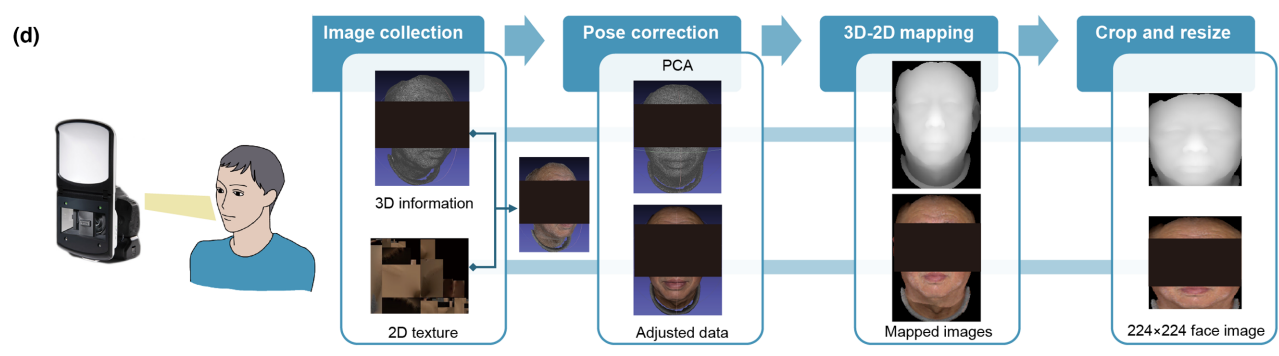 (d)
Image collection
Pose correction
3D-2D mapping
Crop and resize
PCA
3D information
2D texture
Adjusted data
Mapped images
224×224 face image